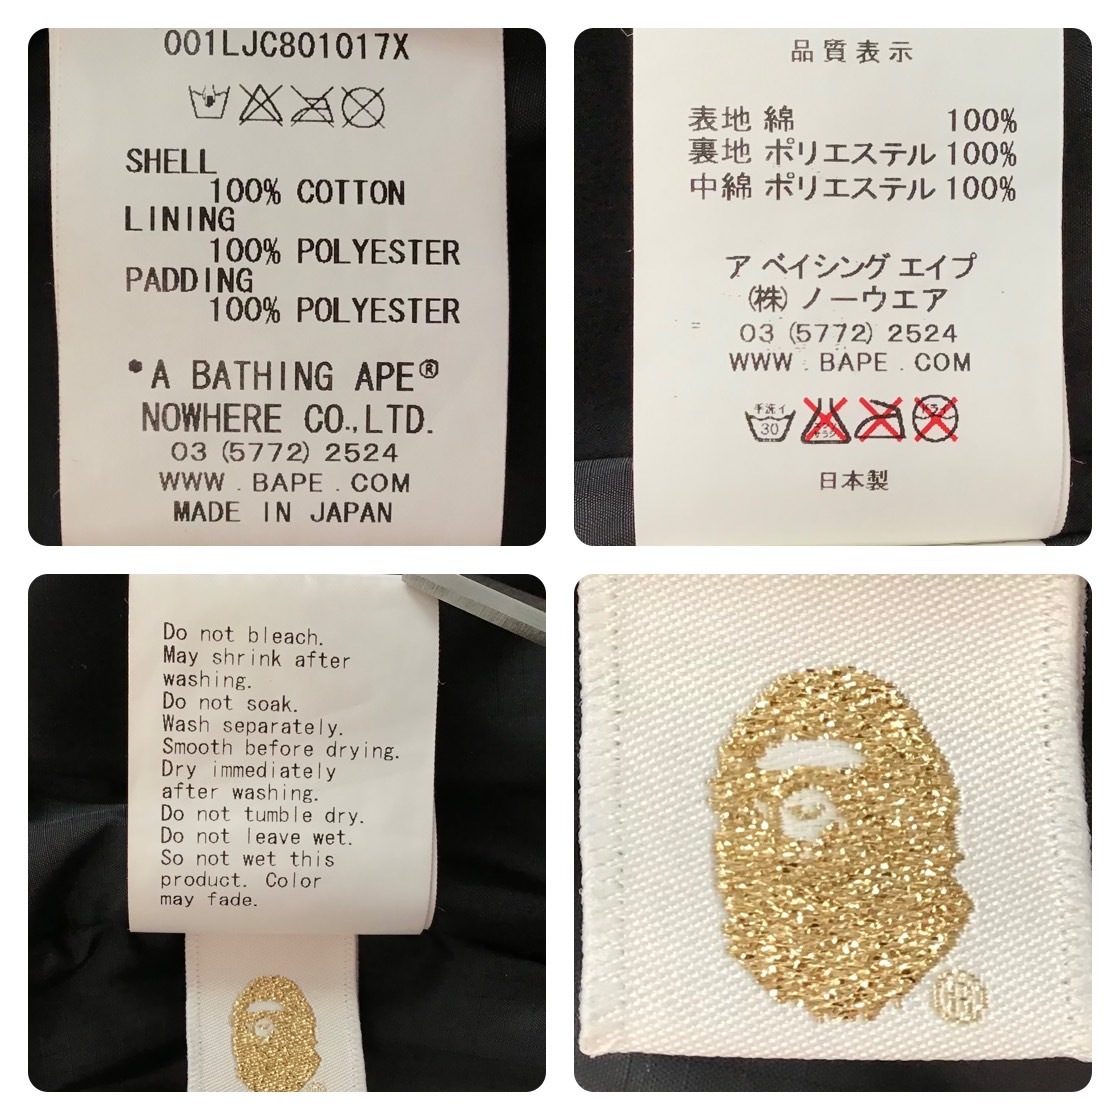 001LJC801017X
SHELL
100% COTTON
LINING
100% POLYESTER
PADDING
100% POLYESTER
*A BATHING APE®
NOWHERE CO.,LTD.
03 (5772) 2524
WWW . BAPE . COM
MADE IN JAPAN
品質表示
表地 綿 100%
裏地 ポリエステル 100%
中綿 ポリエステル 100%
ア ベイシング エイプ
(株) ノーウエア
03 (5772) 2524
WWW . BAPE . COM
手洗イ
30
日本製
Do not bleach.
May shrink after
washing.
Do not soak.
Wash separately.
Smooth before drying.
Dry immediately
after washing.
Do not tumble dry.
Do not leave wet.
So not wet this
product. Color
may fade.